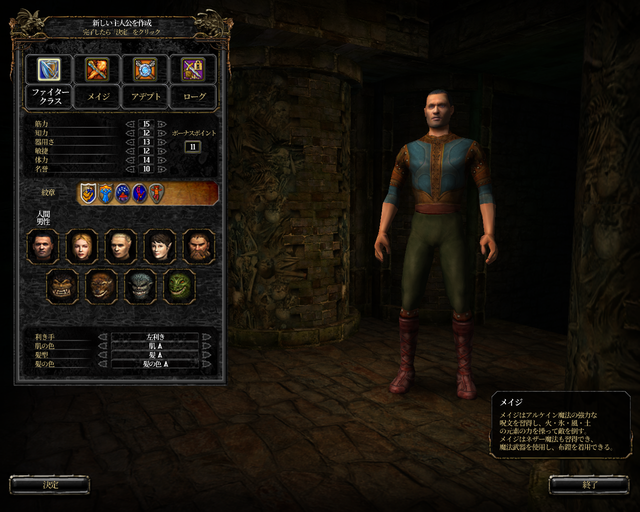 新しい主人公を作成
完了したら 決定 をクリック
ファイター
クラス
メイジ
アデプト
ローグ
筋力 15
知力 12
器用さ 13
敏捷 12
体力 14
名誉 10
ボーナスポイント
11
紋章
人間
男性
利き手 左利き
肌の色 肌 A
髪型 髪 A
髪の色 髪の色 A
メイジ
メイジはアルケイン魔法の強力な
呪文を習得し、火・氷・風・土
の元素の力を操って敵を倒す.
メイジはネザー魔法も習得でき、
魔法武器を使用し、布鎧を着用できる.
決定
終了